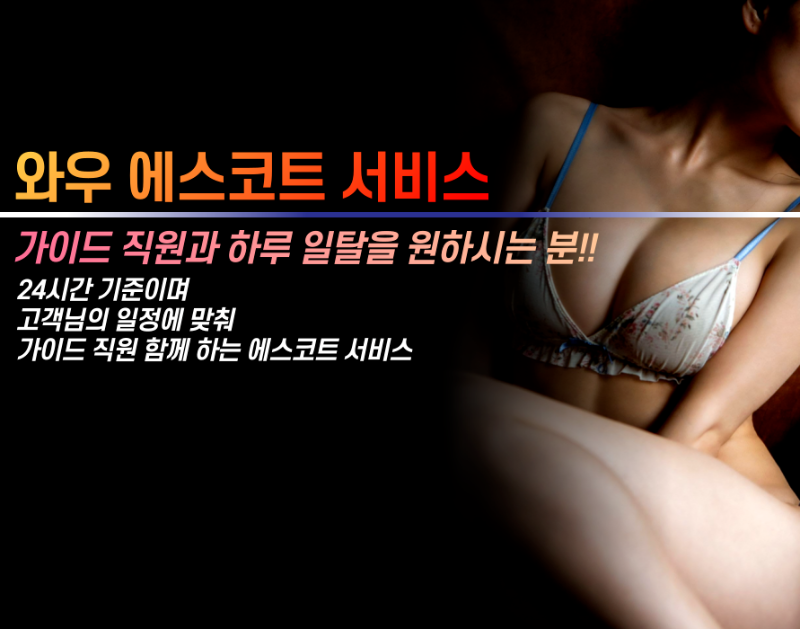 와우 에스코트 서비스
가이드 직원과 하루 일탈을 원하시는 분!!
24시간 기준이며
고객님의 일정에 맞춰
가이드 직원 함께 하는 에스코트 서비스